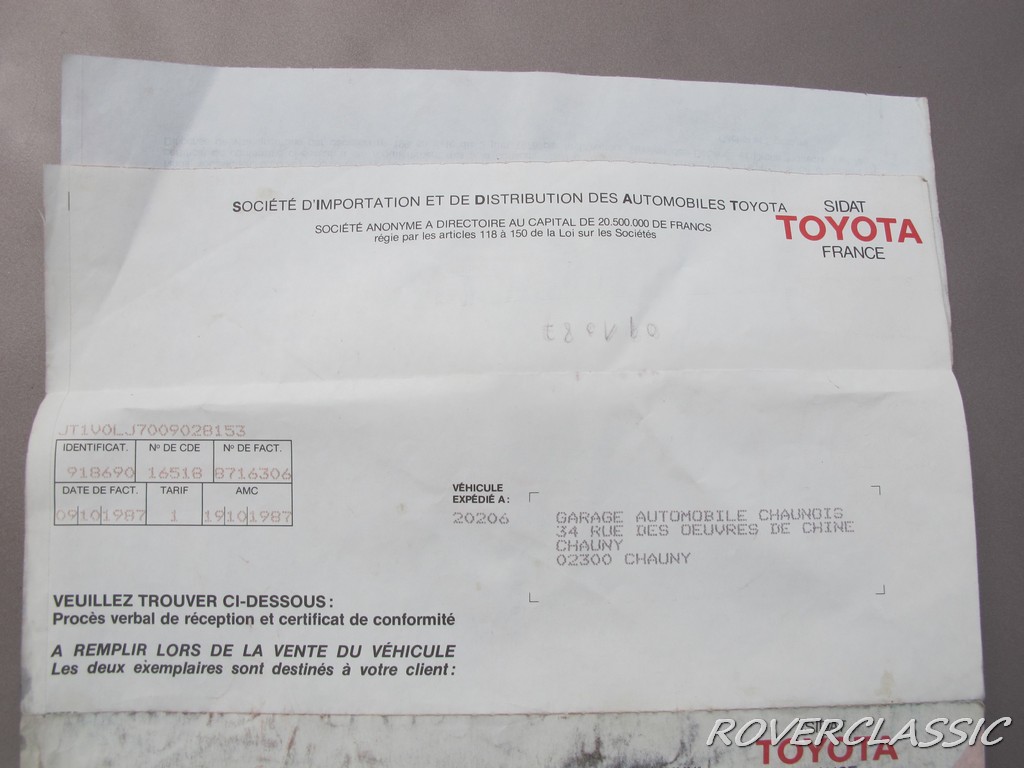 SOCIÉTÉ D'IMPORTATION ET DE DISTRIBUTION DES AUTOMOBILES TOYOTA
SOCIÉTÉ ANONYME A DIRECTOIRE AU CAPITAL DE 20.500.000 DE FRANCS
régie par les articles 118 à 150 de la Loi sur les Sociétés
SIDAT
TOYOTA
FRANCE
JT1V0LJ7009028153
IDENTIFICAT. Nº DE CDE Nº DE FACT.
918690 16518 8716306
DATE DE FACT. TARIF AMC
09 10 1987 1 19 10 1987
VÉHICULE
EXPÉDIÉ A :
20206
GARAGE AUTOMOBILE CHAUNOIS
34 RUE DES OEUVRES DE CHINE
CHAUNY
02300 CHAUNY
VEUILLEZ TROUVER CI-DESSOUS :
Procès verbal de réception et certificat de conformité
A REMPLIR LORS DE LA VENTE DU VÉHICULE
Les deux exemplaires sont destinés à votre client :
SIDAT
TOYOTA
ROVERCLASSIC